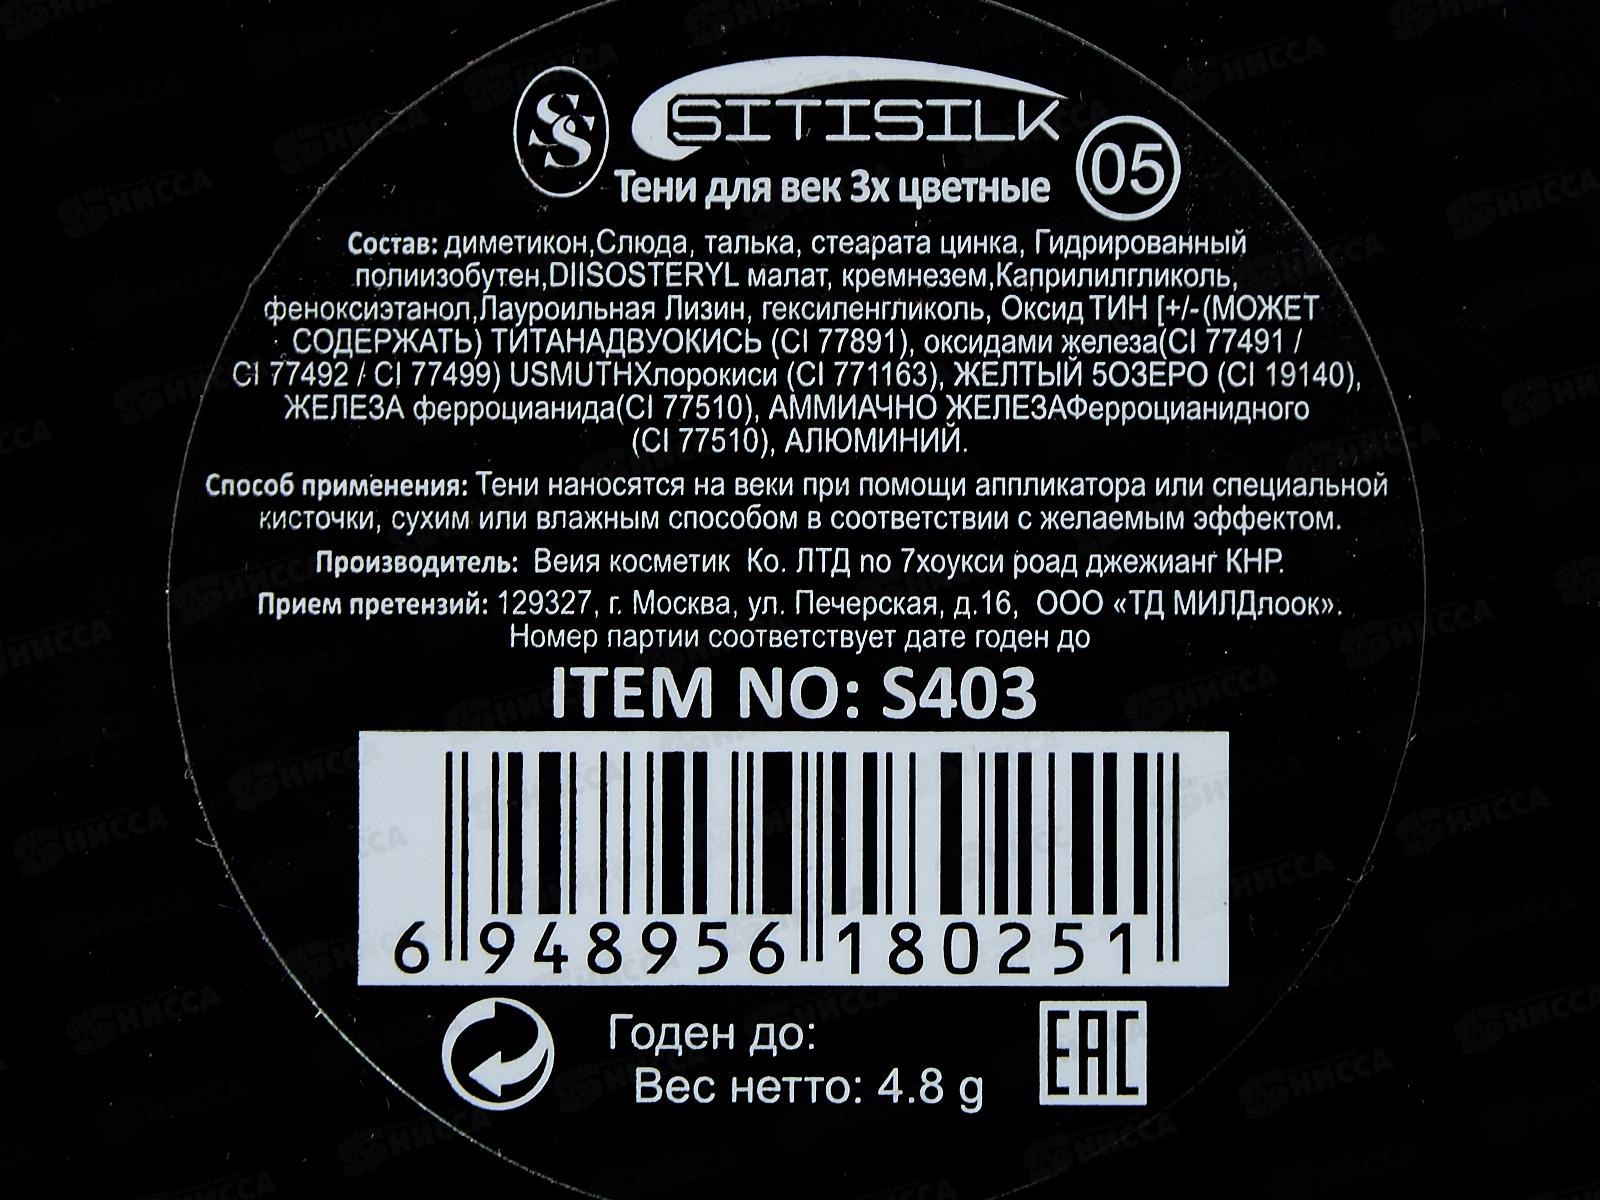 SS SITISILK
Тени для век 3х цветные 05
Состав: диметикон,Слюда, талька, стеарата цинка, Гидрированный
полиизобутен,DIISOSTERYL малат, кремнезем,Каприлилгликоль,
феноксиэтанол,Лауроильная Лизин, гексиленгликоль, Оксид ТИН [+/-(МОЖЕТ
СОДЕРЖАТЬ) ТИТАНАДВУОКИСЬ (CI 77891), оксидами железа(CI 77491 /
CI 77492 / CI 77499) USMUTHХлорокиси (CI 771163), ЖЕЛТЫЙ 5ОЗЕРО (CI 19140),
ЖЕЛЕЗА ферроцианида(CI 77510), АММИАЧНО ЖЕЛЕЗАФерроцианидного
(CI 77510), АЛЮМИНИЙ.
Способ применения: Тени наносятся на веки при помощи аппликатора или специальной
кисточки, сухим или влажным способом в соответствии с желаемым эффектом.
Производитель: Веия косметик Ко. ЛТД no 7хоукси роад джежианг КНР.
Прием претензий: 129327, г. Москва, ул. Печерская, д.16, ООО «ТД МИЛДлоок».
Номер партии соответствует дате годен до
ITEM NO: S403
6 948956 180251
Годен до:
Вес нетто: 4.8 g
EAC
НИССА